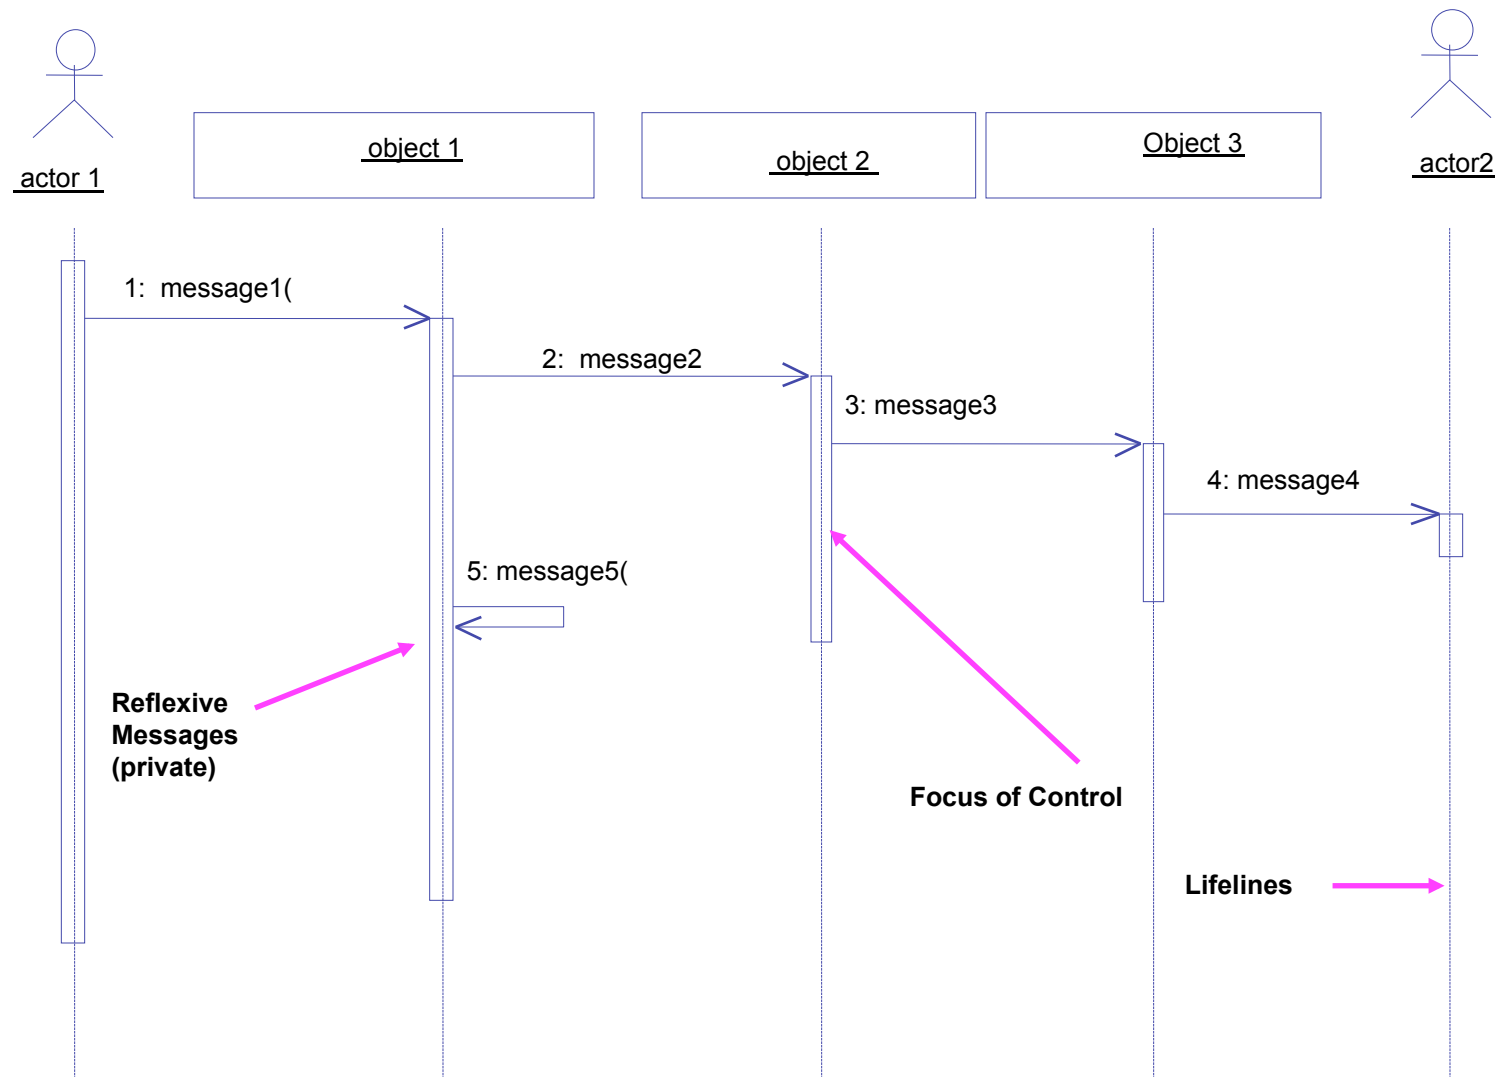 actor 1
object 1
object 2
Object 3
actor2
1: message1(
2: message2
3: message3
4: message4
5: message5(
Reflexive
Messages
(private)
Focus of Control
Lifelines